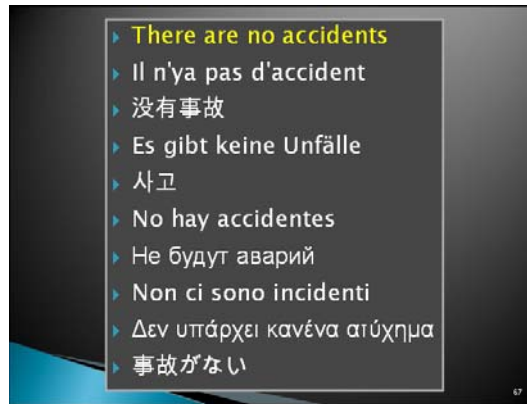 There are no accidents
Il n'ya pas d'accident
没有事故
Es gibt keine Unfälle
사고
No hay accidentes
Не будут аварий
Non ci sono incidenti
Δεν υπάρχει κανένα ατύχημα
事故がない
67